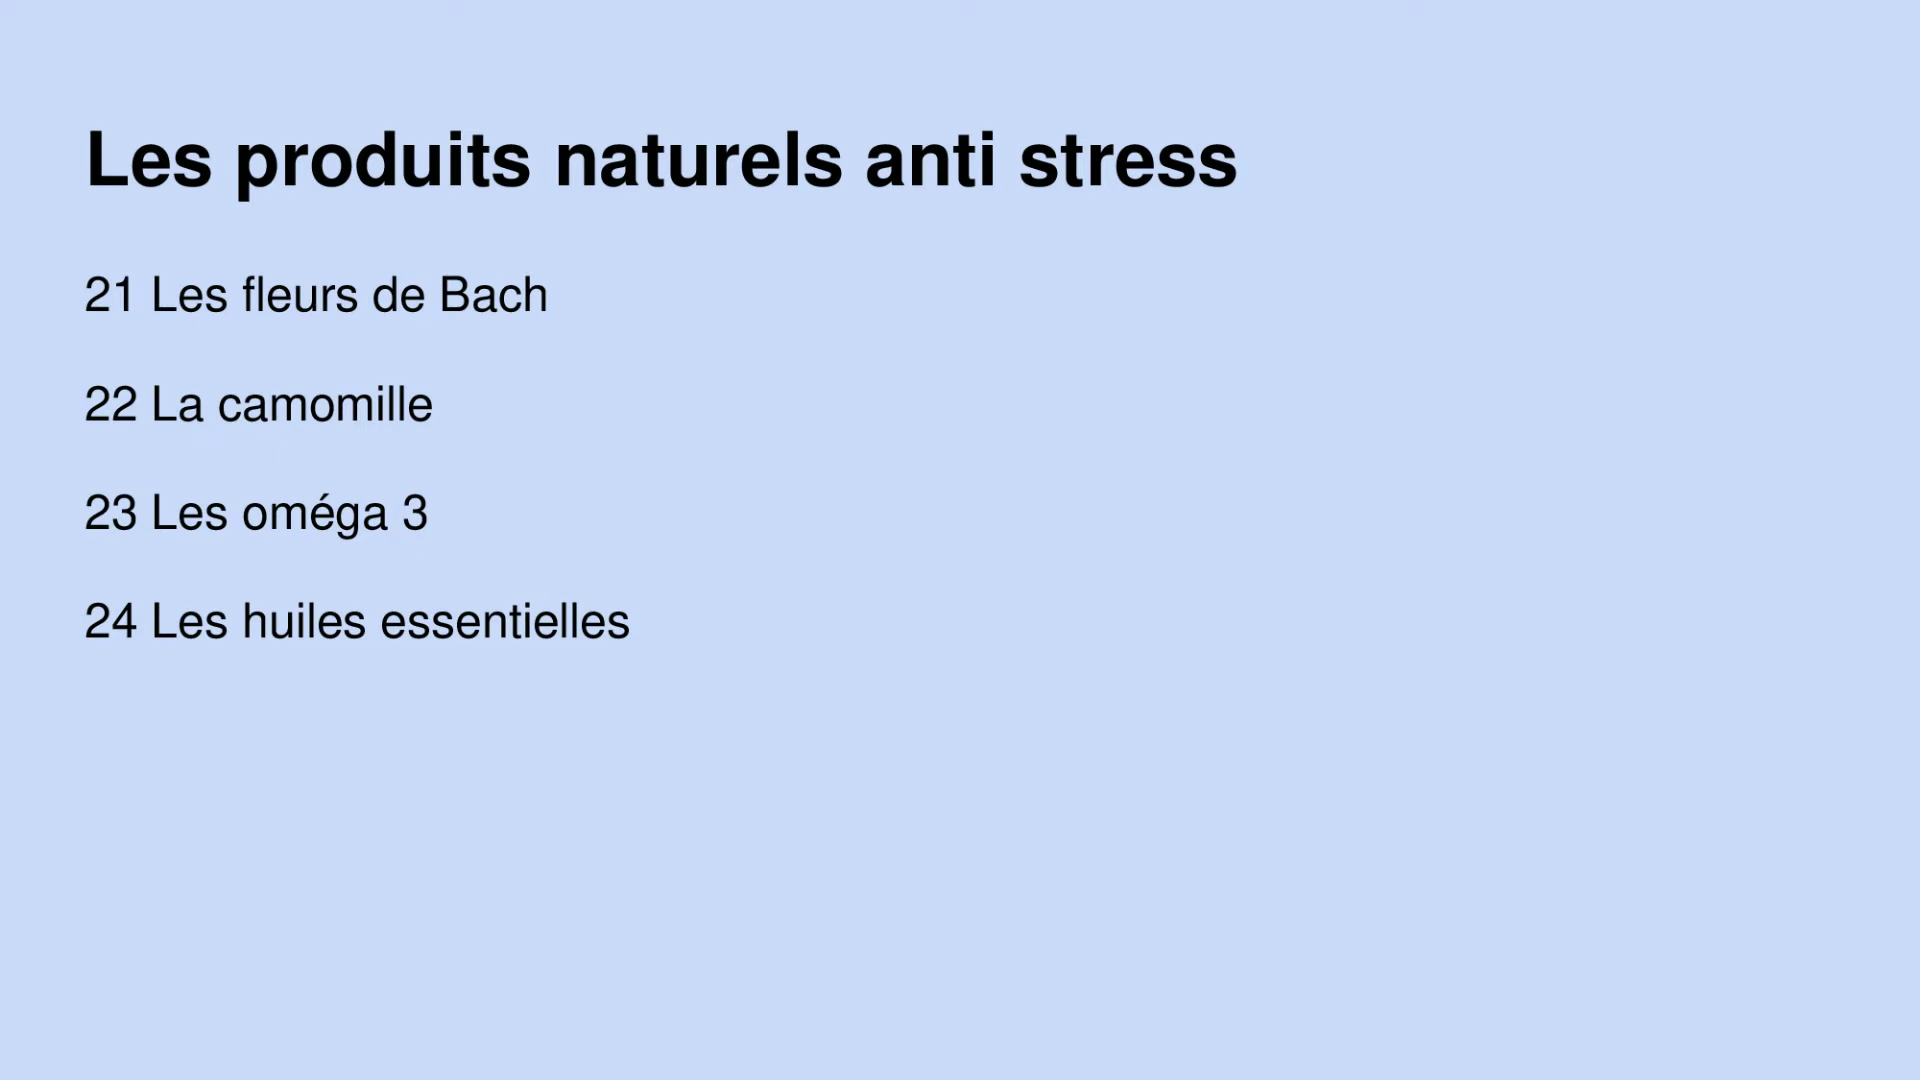 Les produits naturels anti stress
21 Les fleurs de Bach
22 La camomille
23 Les oméga 3
24 Les huiles essentielles